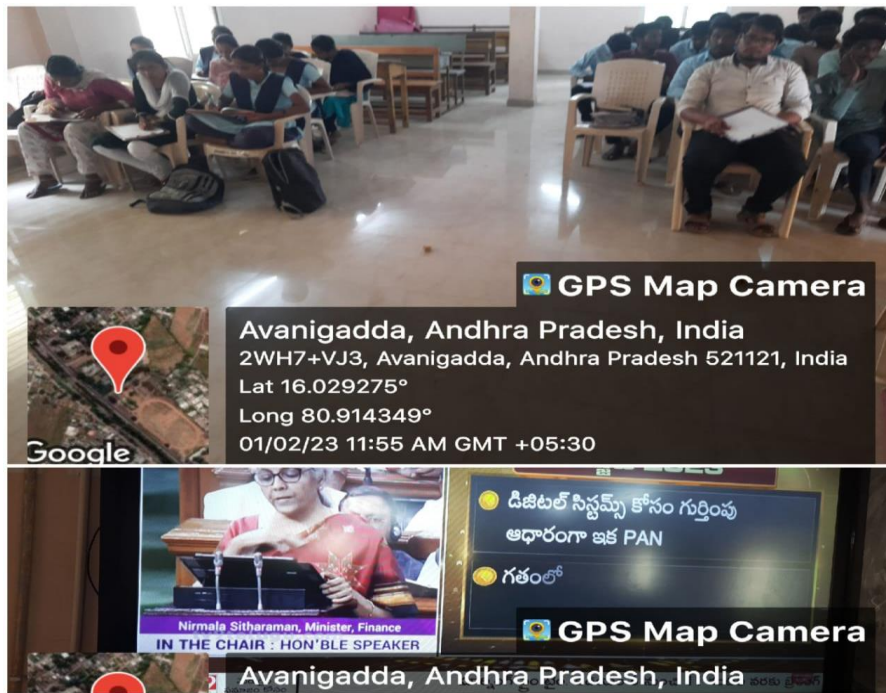 GPS Map Camera
Avanigadda, Andhra Pradesh, India
2WH7+VJ3, Avanigadda, Andhra Pradesh 521121, India
Lat 16.029275°
Long 80.914349°
01/02/23 11:55 AM GMT +05:30
Google
డిజిటల్ సిస్టమ్స్ కోసం గుర్తింపు
ఆధారంగా ఇక PAN
గతంలో
Nirmala Sitharaman, Minister, Finance
IN THE CHAIR : HON'BLE SPEAKER
GPS Map Camera
Avanigadda, Andhra Pradesh, India